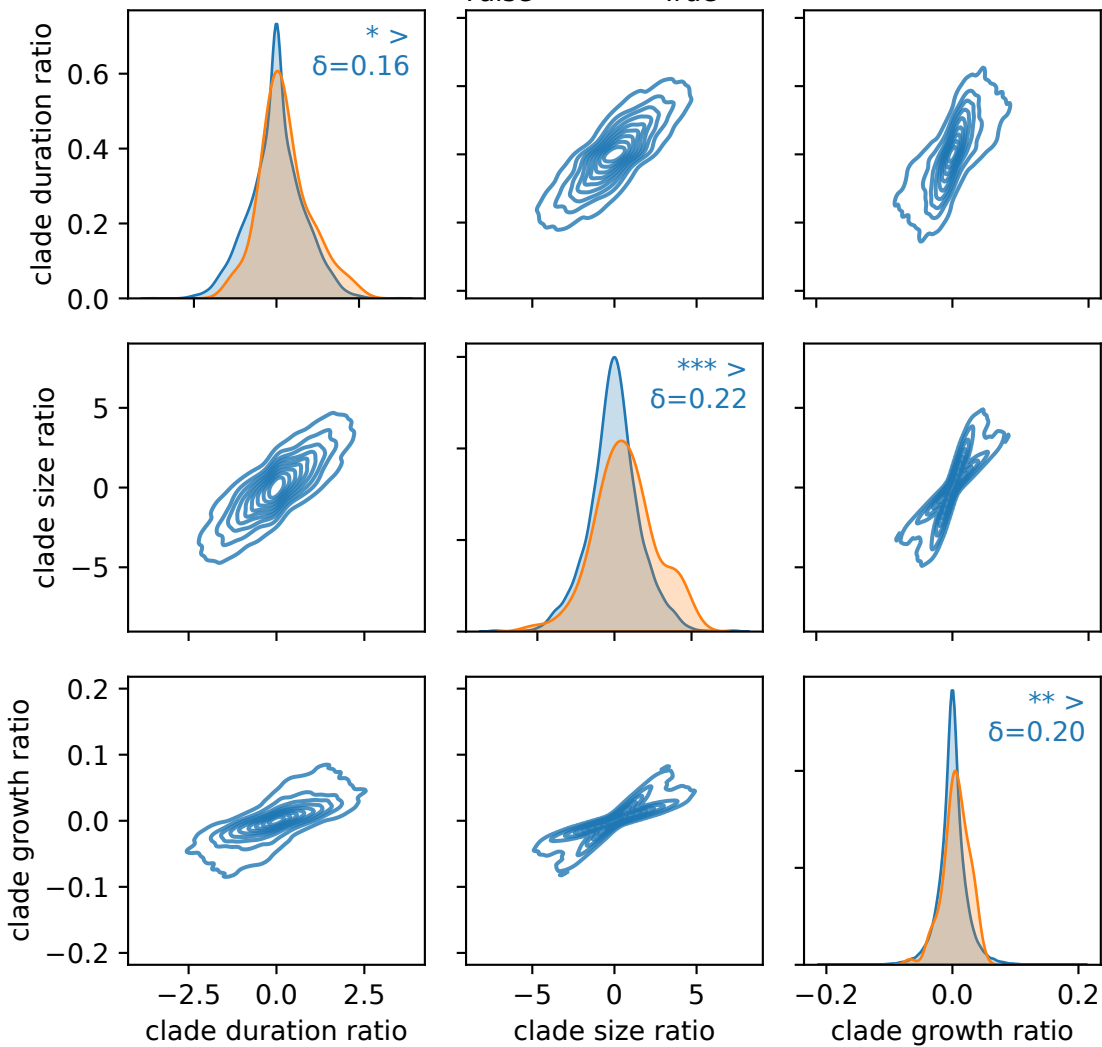 clade duration ratio
0.6
0.4
0.2
0.0
* >
δ=0.16
clade size ratio
5
0
−5
*** >
δ=0.22
clade growth ratio
0.2
0.1
0.0
−0.1
−0.2
** >
δ=0.20
−2.5 0.0 2.5
clade duration ratio
−5 0 5
clade size ratio
−0.2 0.0 0.2
clade growth ratio